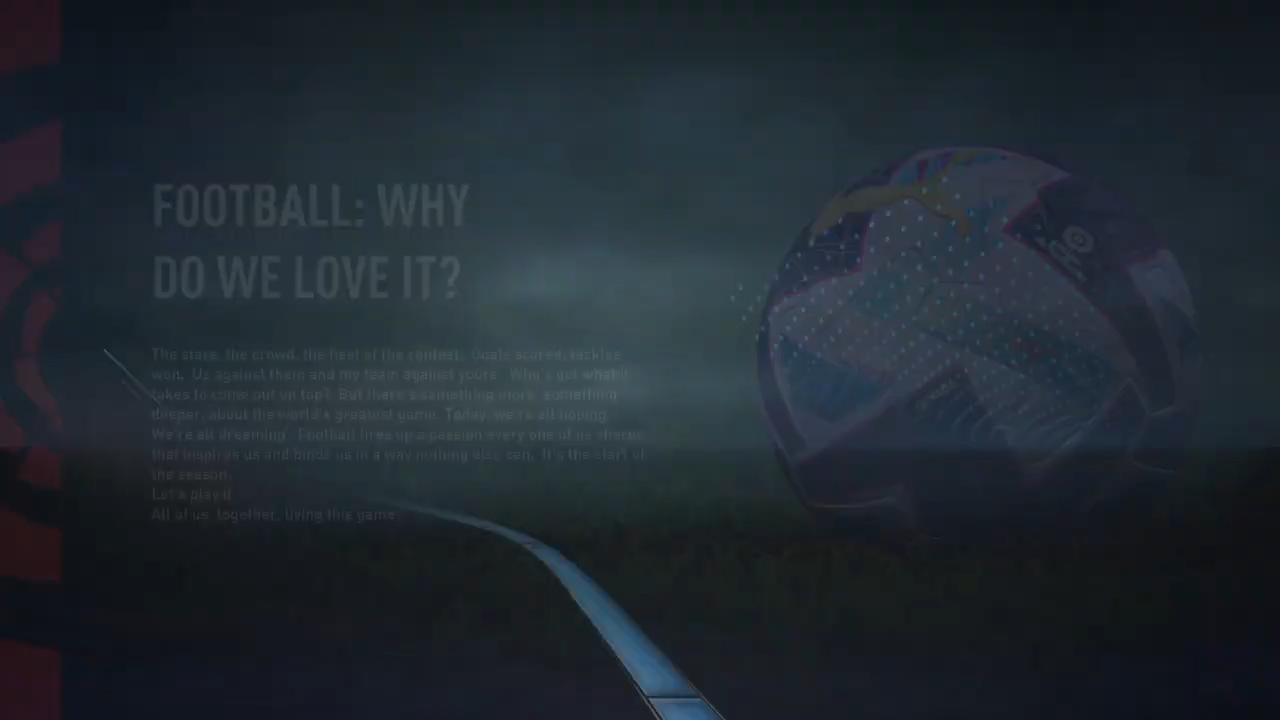 FOOTBALL: WHY
DO WE LOVE IT?
The stars, the crowd, the heat of the contest. Goals scored, tackles
won. Us against them and my team against yours. Who's got what it
takes to come out on top? But there's something more, something
deeper, about the world's greatest game. Today, we're all hoping.
We're all dreaming. Football fires up a passion every one of us shares
that inspires us and binds us in a way nothing else can. It's the start of
the season.
Let's play it
All of us, together, living this game.